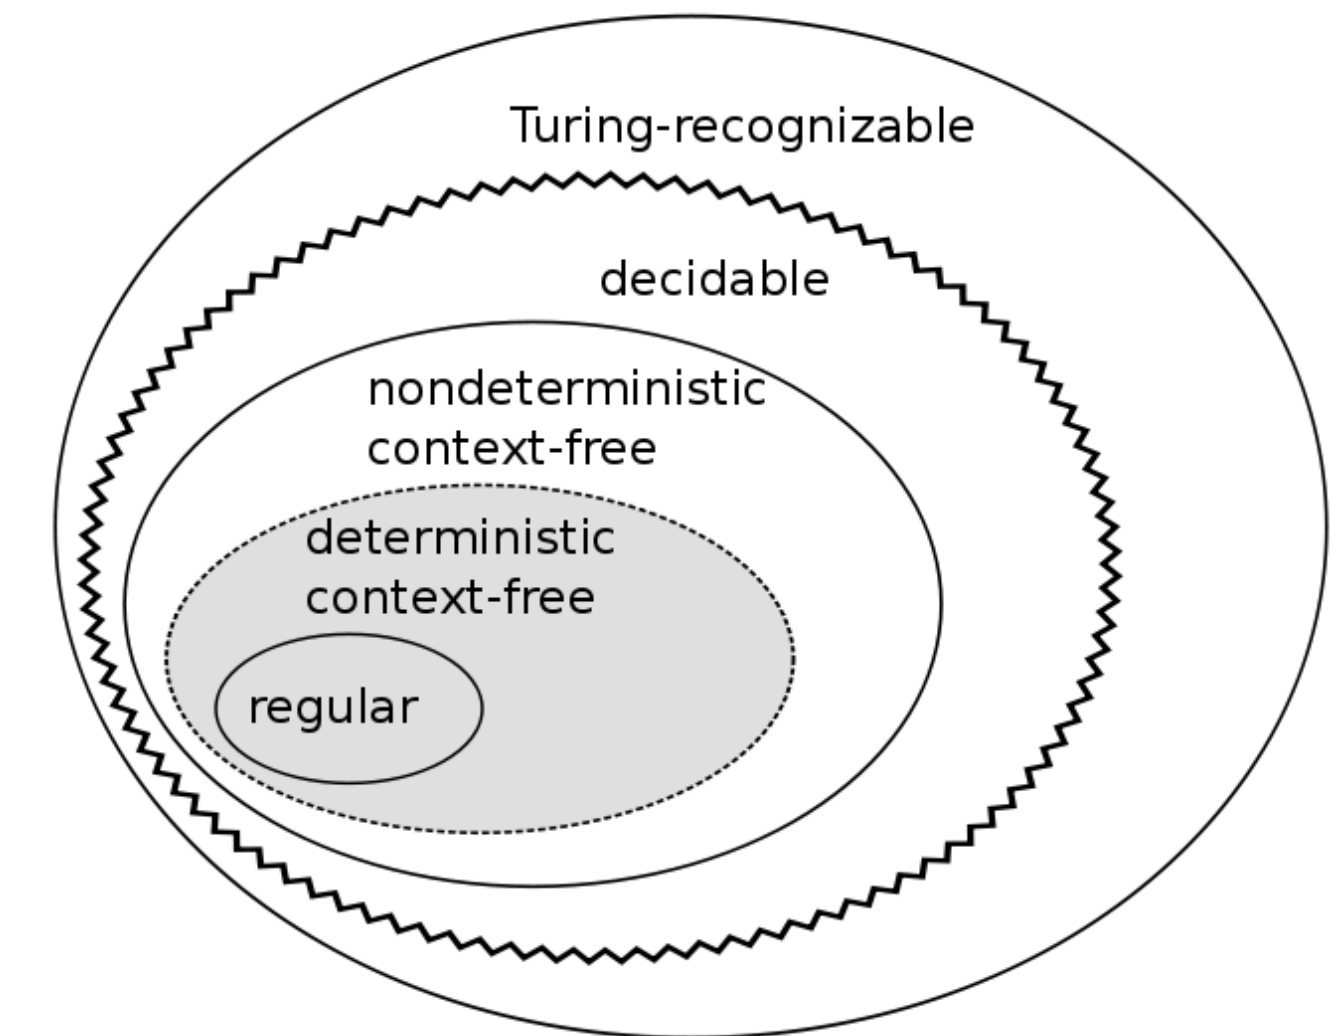 Turing-recognizable
decidable
nondeterministic
context-free
deterministic
context-free
regular